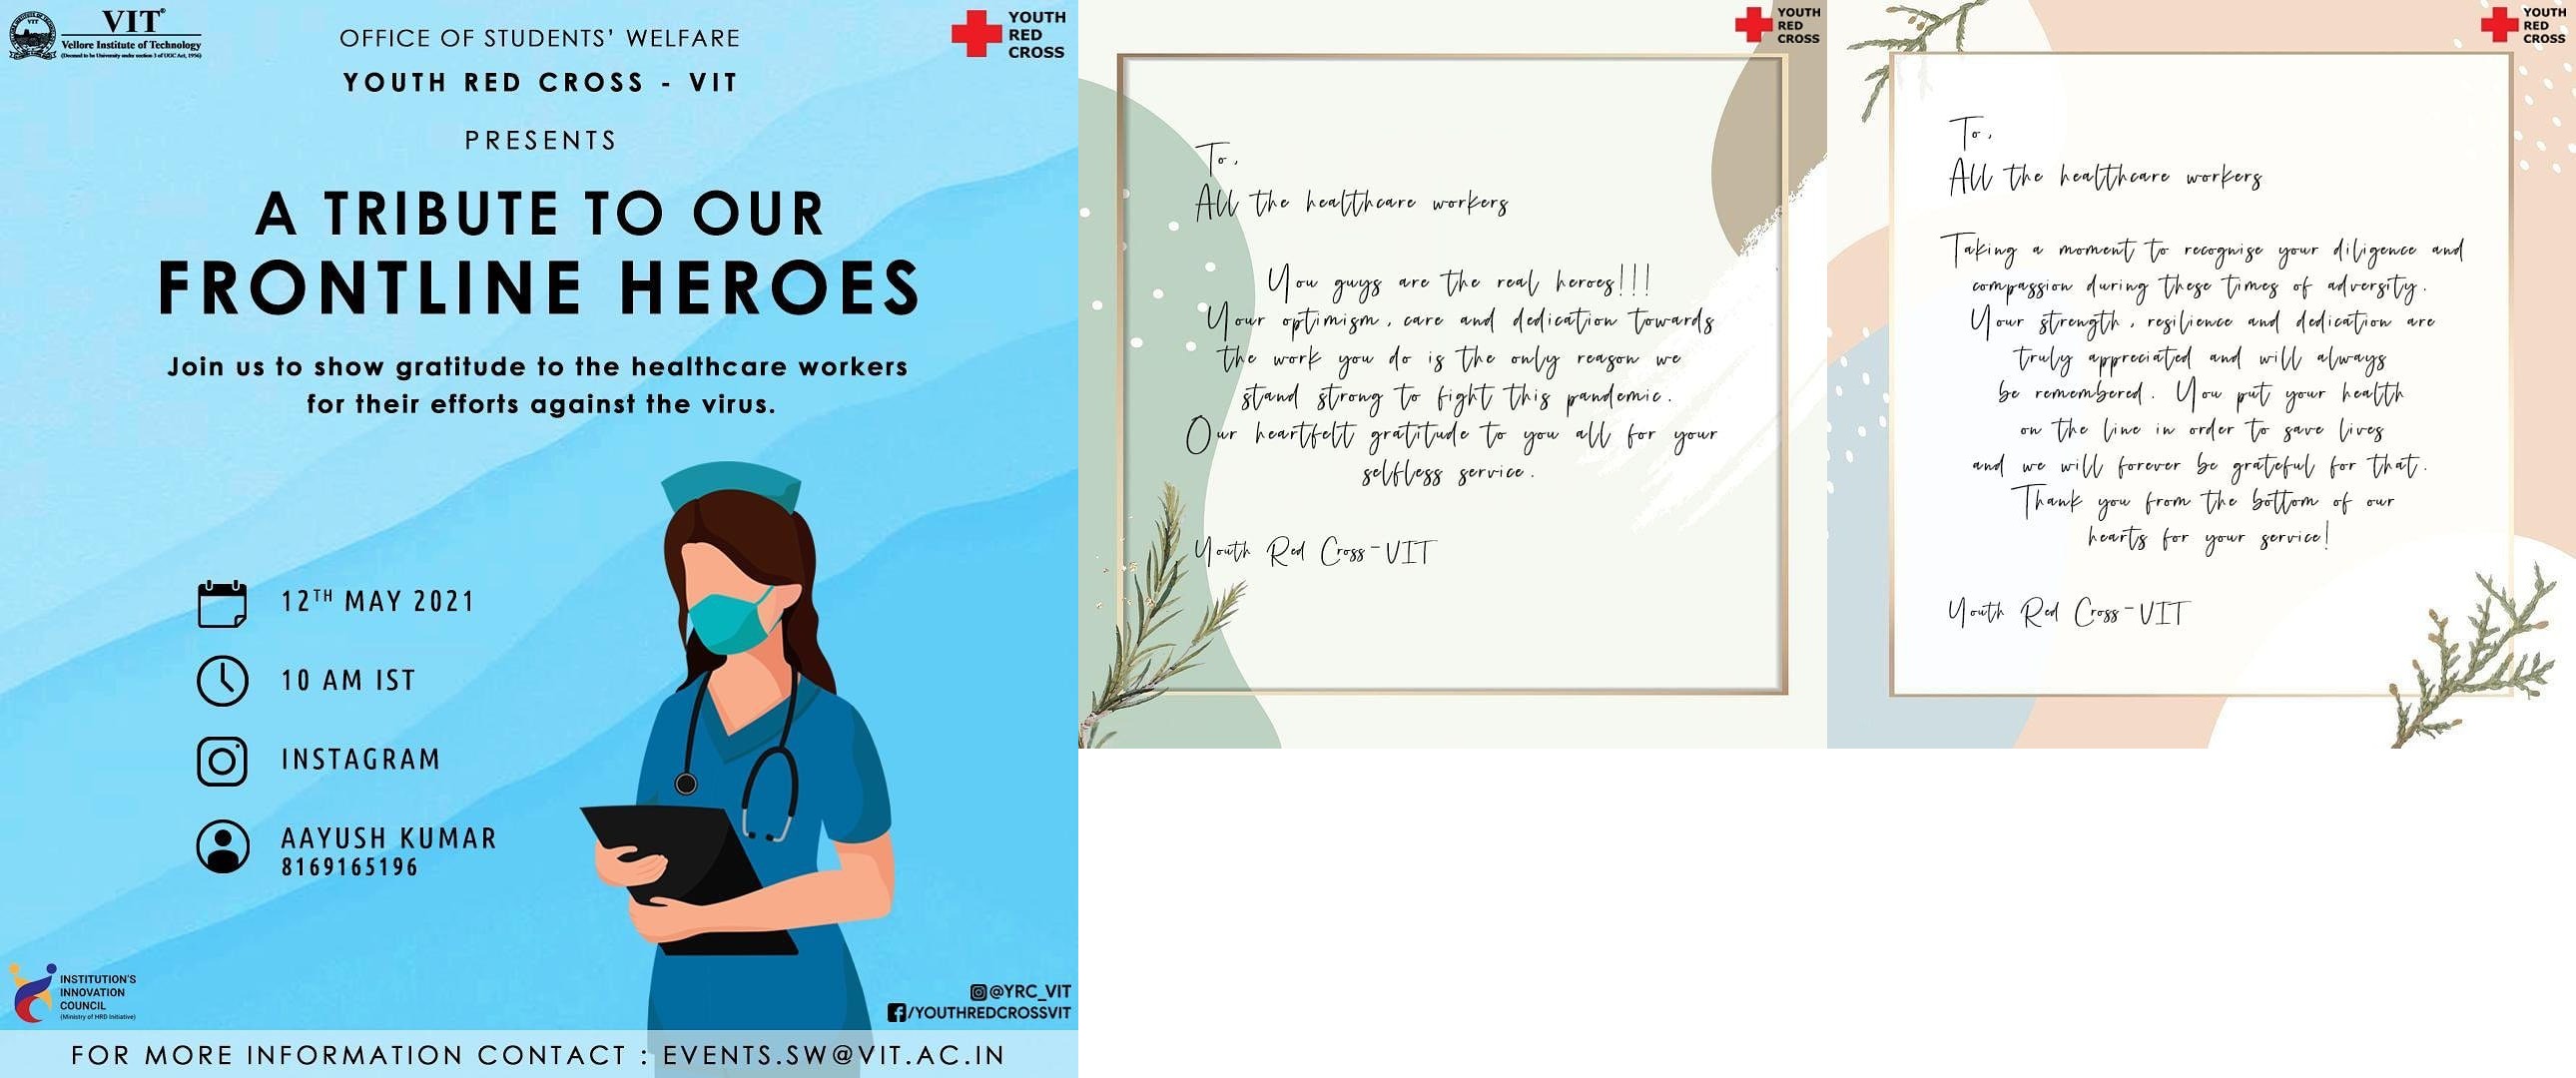 VIT®
Vellore Institute of Technology
(Deemed to be University under section 3 of UGC Act, 1956)
OFFICE OF STUDENTS' WELFARE
YOUTH RED CROSS - VIT
PRESENTS
YOUTH
RED
CROSS
A TRIBUTE TO OUR
FRONTLINE HEROES
Join us to show gratitude to the healthcare workers
for their efforts against the virus.
12TH MAY 2021
10 AM IST
INSTAGRAM
AAYUSH KUMAR
8169165196
INSTITUTION'S
INNOVATION
COUNCIL
(Ministry of HRD Initiative)
@YRC_VIT
/YOUTHREDCROSSVIT
FOR MORE INFORMATION CONTACT : EVENTS.SW@VIT.AC.IN
YOUTH
RED
CROSS
To,
All the healthcare workers
You guys are the real heroes!!!
Your optimism, care and dedication towards
the work you do is the only reason we
stand strong to fight this pandemic.
Our heartfelt gratitude to you all for your
selfless service.
Youth Red Cross-VIT
YOUTH
RED
CROSS
To,
All the healthcare workers
Taking a moment to recognise your diligence and
compassion during these times of adversity.
Your strength, resilience and dedication are
truly appreciated and will always
be remembered. You put your health
on the line in order to save lives
and we will forever be grateful for that.
Thank you from the bottom of our
hearts for your service!
Youth Red Cross-VIT